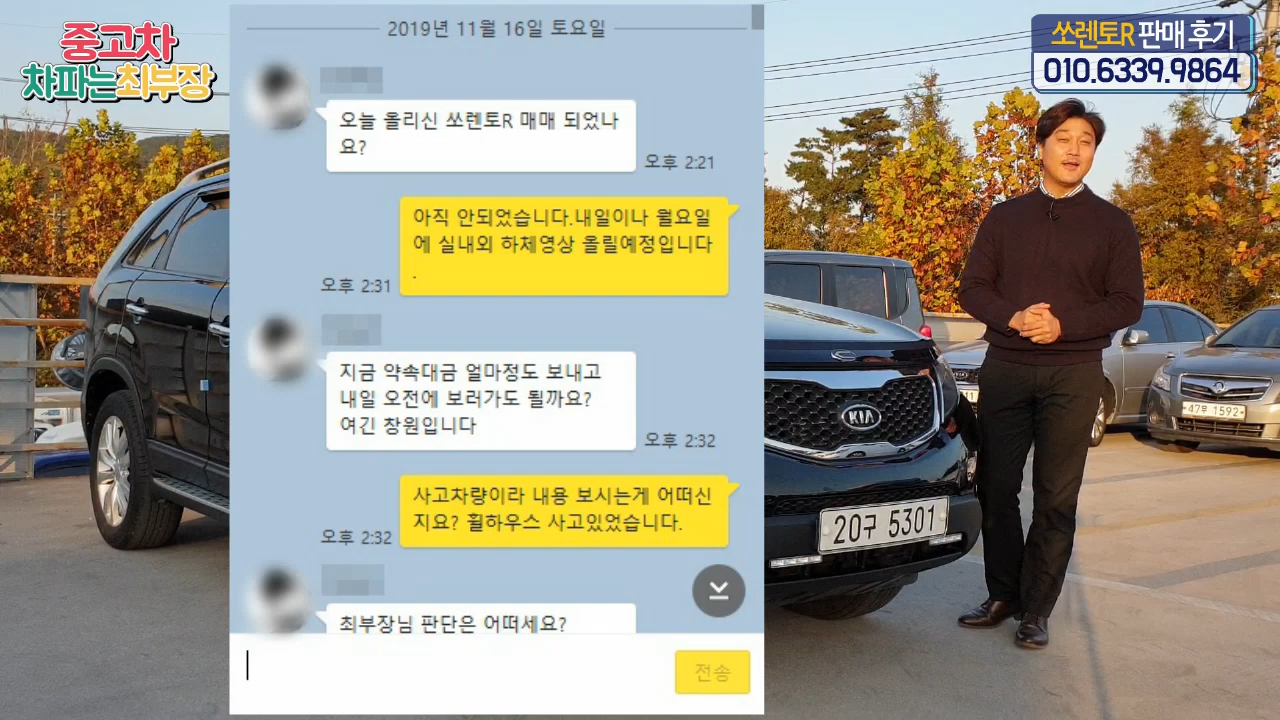 중고차
차파는최부장
쏘렌토R 판매 후기
010.6339.9864
2019년 11월 16일 토요일
오늘 올리신 쏘렌토R 매매 되었나
요?
오후 2:21
아직 안되었습니다.내일이나 월요일
에 실내외 하체영상 올릴예정입니다
.
오후 2:31
지금 약속대금 얼마정도 보내고
내일 오전에 보러가도 될까요?
여긴 창원입니다
오후 2:32
사고차량이라 내용 보시는게 어떠신
지요? 휠하우스 사고있었습니다.
오후 2:32
최부장님 판단은 어떠세요?
전송
KIA
20구 5301
47무 1592